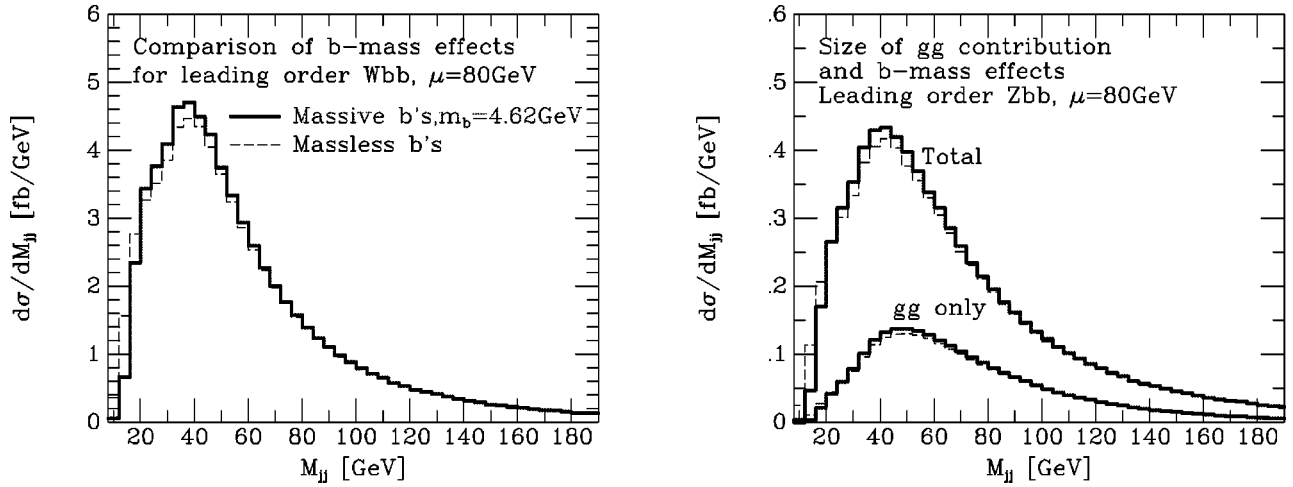 6
5
4
3
2
1
0
dσ/dM_jj [fb/GeV]
Comparison of b-mass effects
for leading order Wbb, μ=80GeV
Massive b's,m_b=4.62GeV
Massless b's
20 40 60 80 100 120 140 160 180
M_jj [GeV]
.6
.5
.4
.3
.2
.1
0
dσ/dM_jj [fb/GeV]
Size of gg contribution
and b-mass effects
Leading order Zbb, μ=80GeV
Total
gg only
20 40 60 80 100 120 140 160 180
M_jj [GeV]